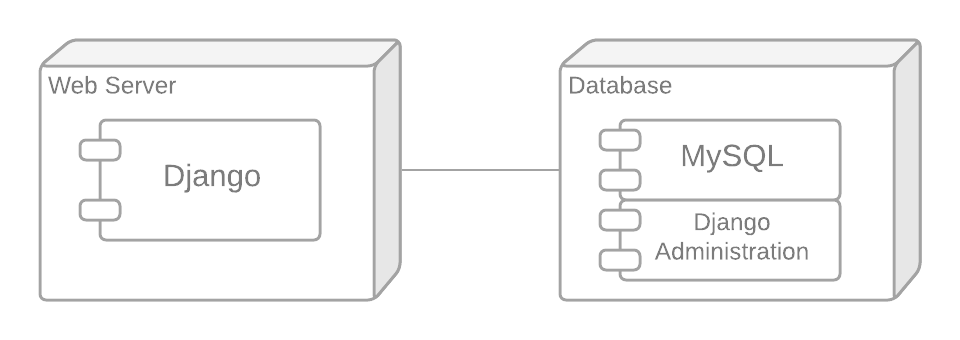 Web Server
Django
Database
MySQL
Django
Administration